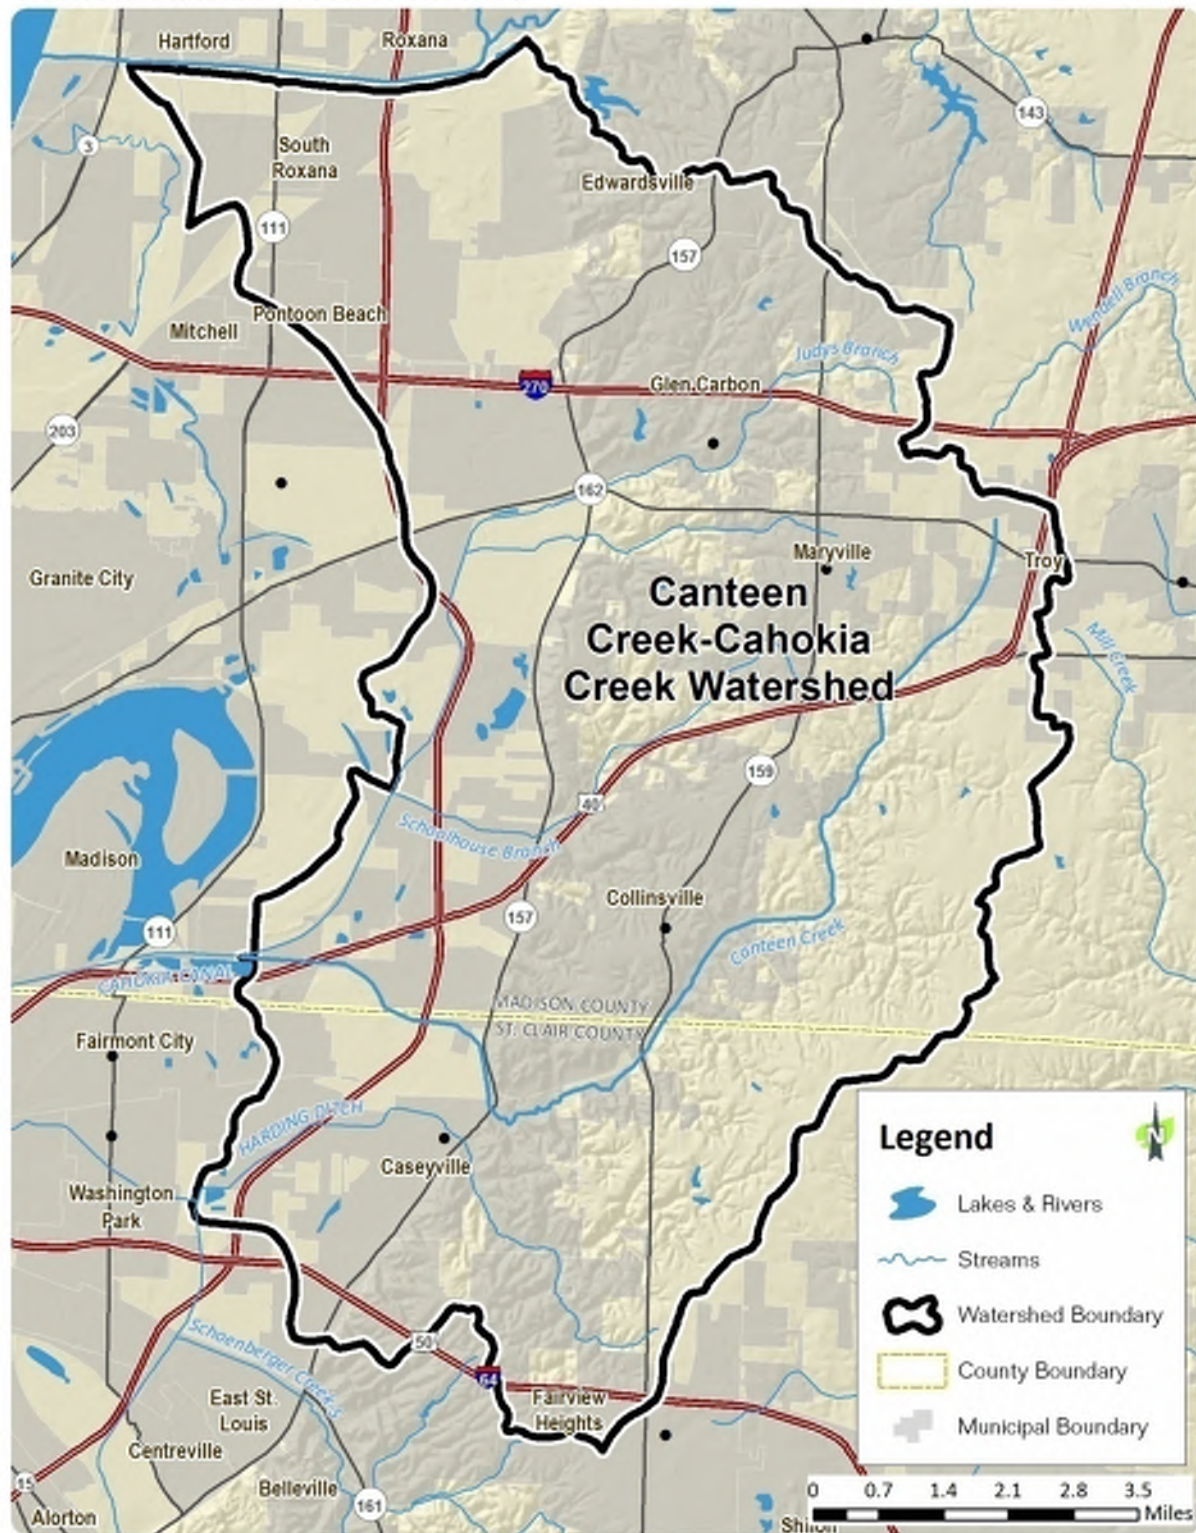 Hartford
Roxana
143
3
South
Roxana
Edwardsville
111
157
Wendell Branch
Pontoon Beach
Mitchell
Judys Branch
270
Glen Carbon
203
162
Maryville
Troy
Granite City
Canteen
Creek-Cahokia
Creek Watershed
Mill Creek
159
40
Schoolhouse Branch
Madison
Collinsville
157
111
Canteen Creek
CAHOKIA CANAL
MADISON COUNTY
ST. CLAIR COUNTY
Fairmont City
HARDING DITCH
Caseyville
Washington
Park
Legend
N
Lakes & Rivers
Streams
Watershed Boundary
County Boundary
Municipal Boundary
50
64
Schoenberger Creek S
East St.
Louis
Fairview
Heights
Centreville
Belleville
15
161
Alorton
0 0.7 1.4 2.1 2.8 3.5
Miles